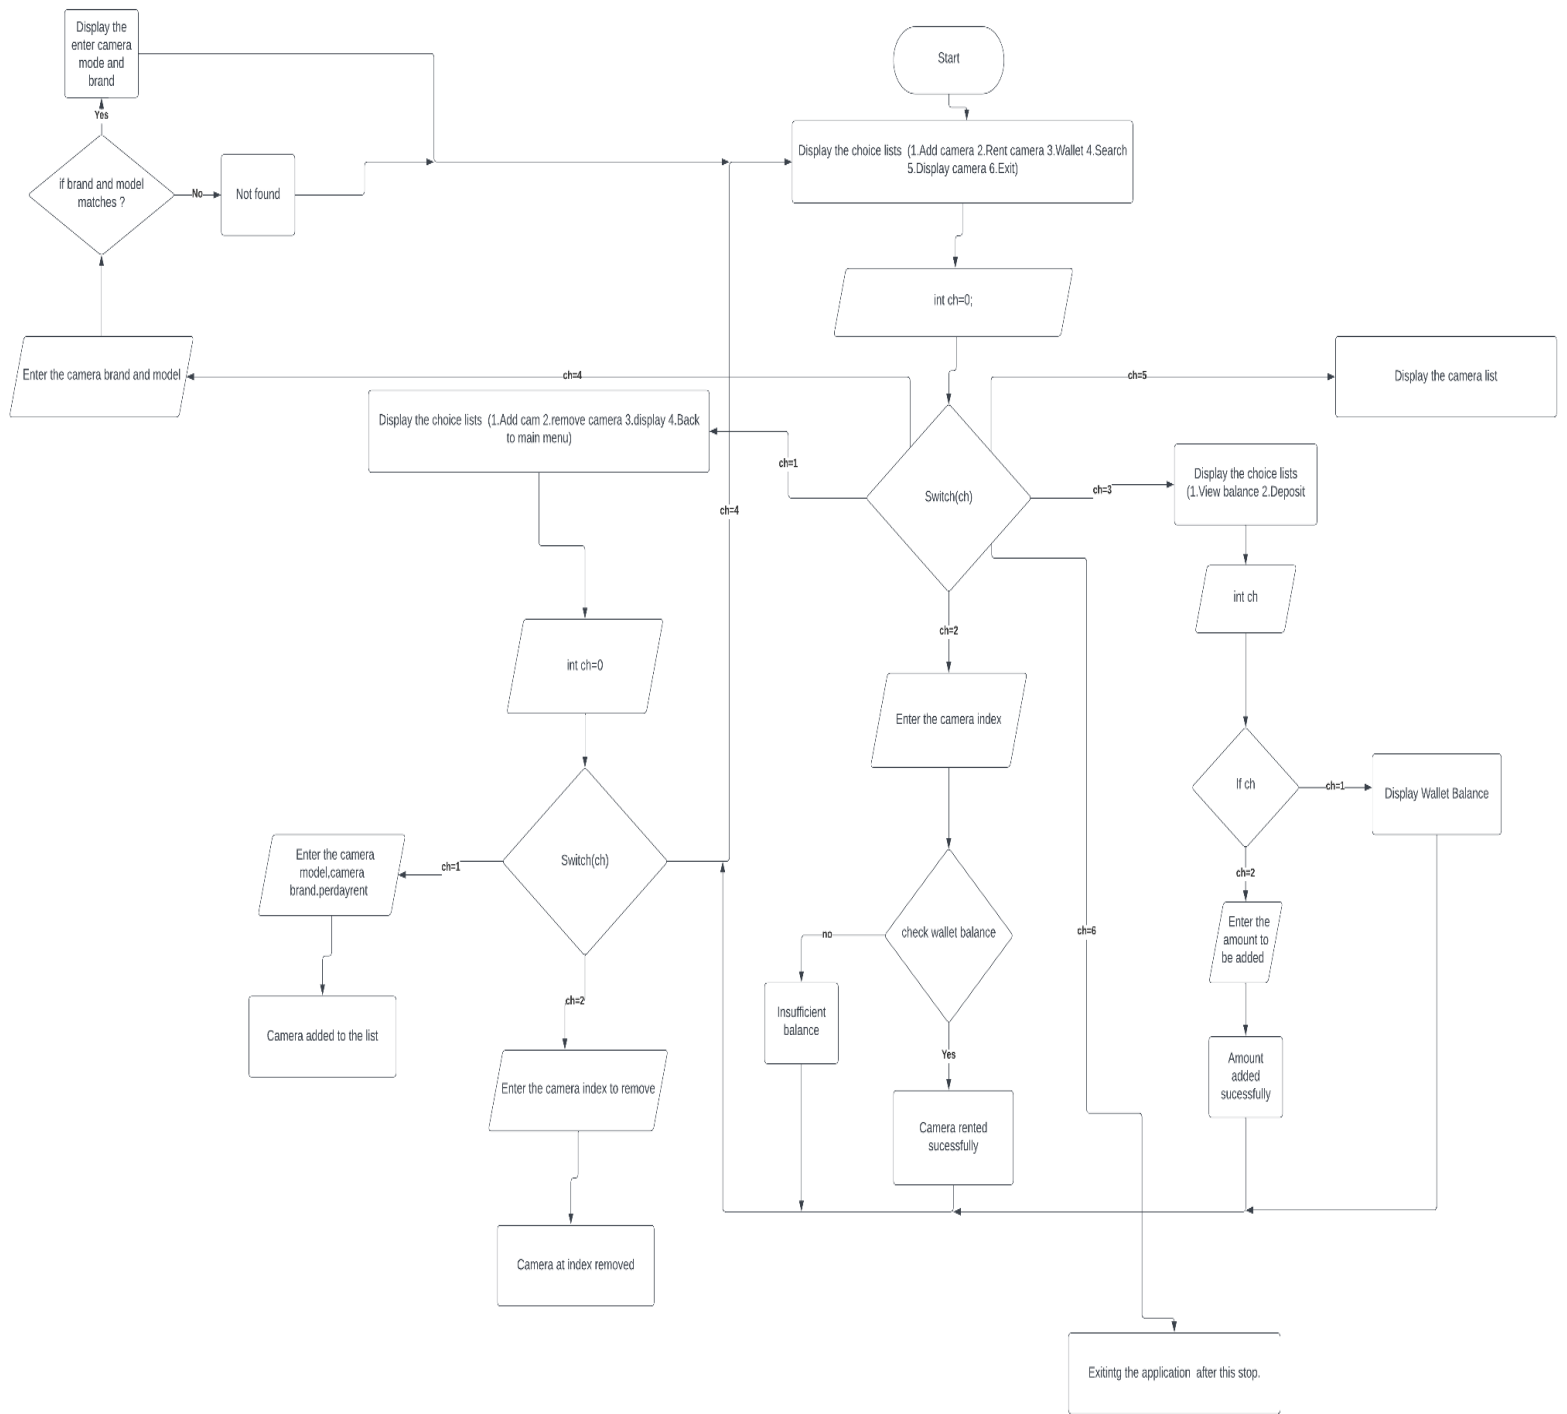 Display the
enter camera
mode and
brand
Start
Yes
Display the choice lists (1.Add camera 2.Rent camera 3.Wallet 4.Search
5.Display camera 6.Exit)
if brand and model
matches ?
No
Not found
int ch=0;
Enter the camera brand and model
ch=4
ch=5
Display the camera list
Display the choice lists (1.Add cam 2.remove camera 3.display 4.Back
to main menu)
ch=1
Switch(ch)
ch=3
Display the choice lists
(1.View balance 2.Deposit
ch=4
int ch
ch=2
int ch=0
Enter the camera index
If ch
ch=1
Display Wallet Balance
Switch(ch)
ch=1
Enter the camera
model,camera
brand,perdayrent
ch=2
Enter the
amount to
be added
check wallet balance
no
ch=6
ch=2
Camera added to the list
Insufficient
balance
Yes
Amount
added
sucessfully
Enter the camera index to remove
Camera rented
sucessfully
Camera at index removed
Exitintg the application after this stop.